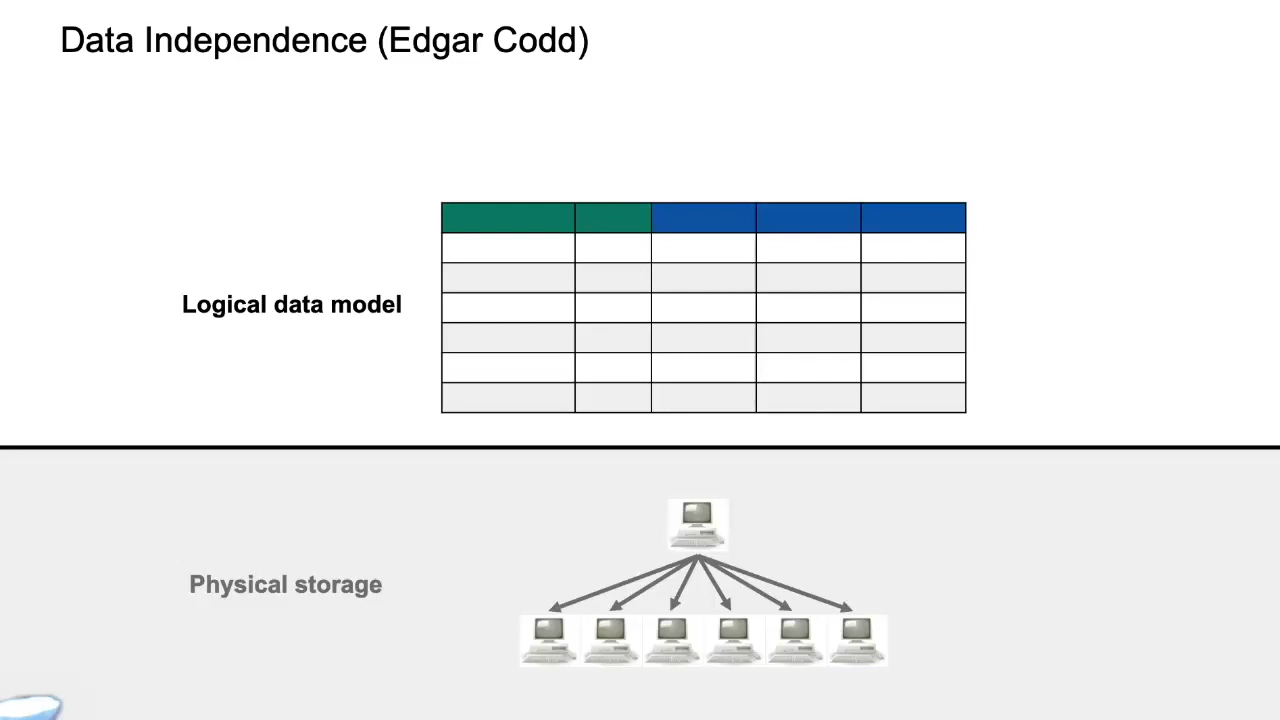 Data Independence (Edgar Codd)
Logical data model
Physical storage